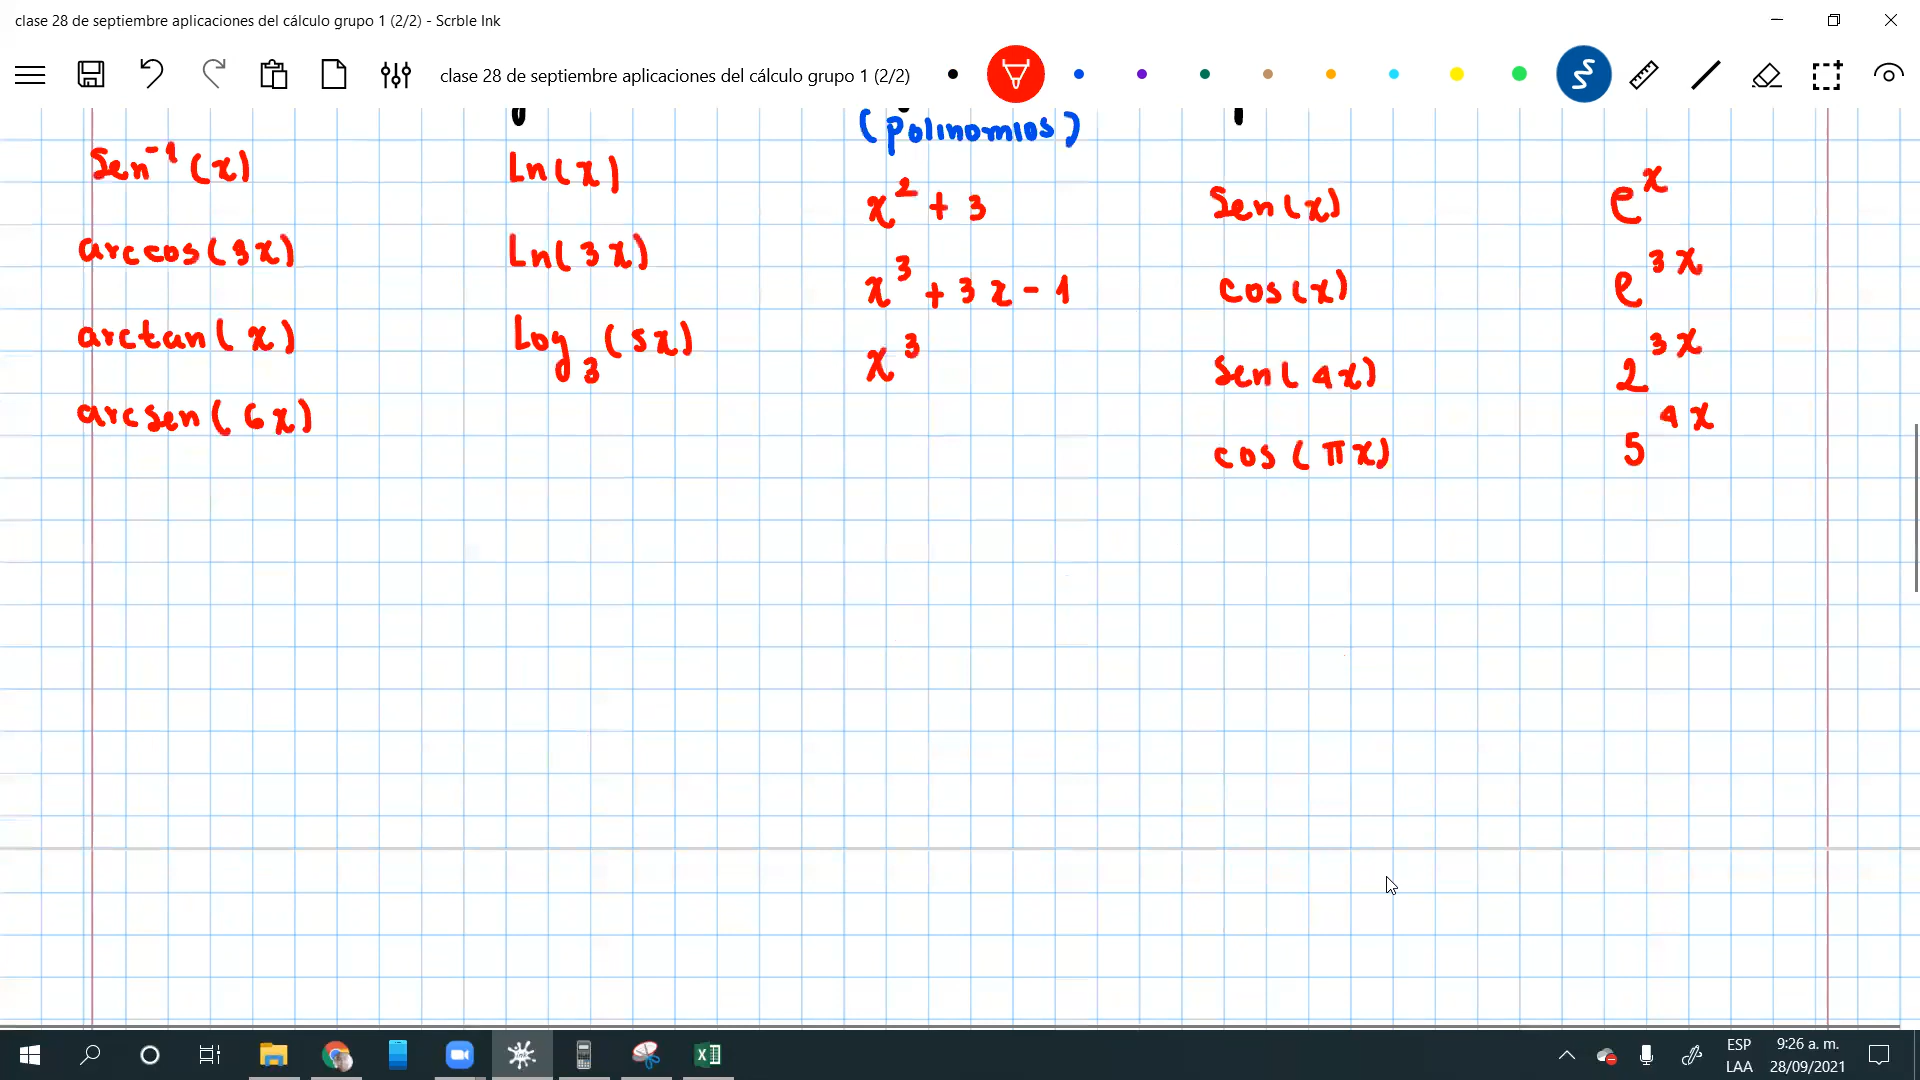 clase 28 de septiembre aplicaciones del cálculo grupo 1 (2/2) - Scrble Ink
clase 28 de septiembre aplicaciones del cálculo grupo 1 (2/2)
(polinomios)
Sen⁻¹(x)
arccos(3x)
arctan(x)
arcsen(6x)
Ln(x)
Ln(3x)
Log₃(5x)
x² + 3
x³ + 3x - 1
x³
Sen(x)
cos(x)
Sen(4x)
cos(πx)
eˣ
e³ˣ
2³ˣ
5⁴ˣ
ESP
LAA
9:26 a. m.
28/09/2021